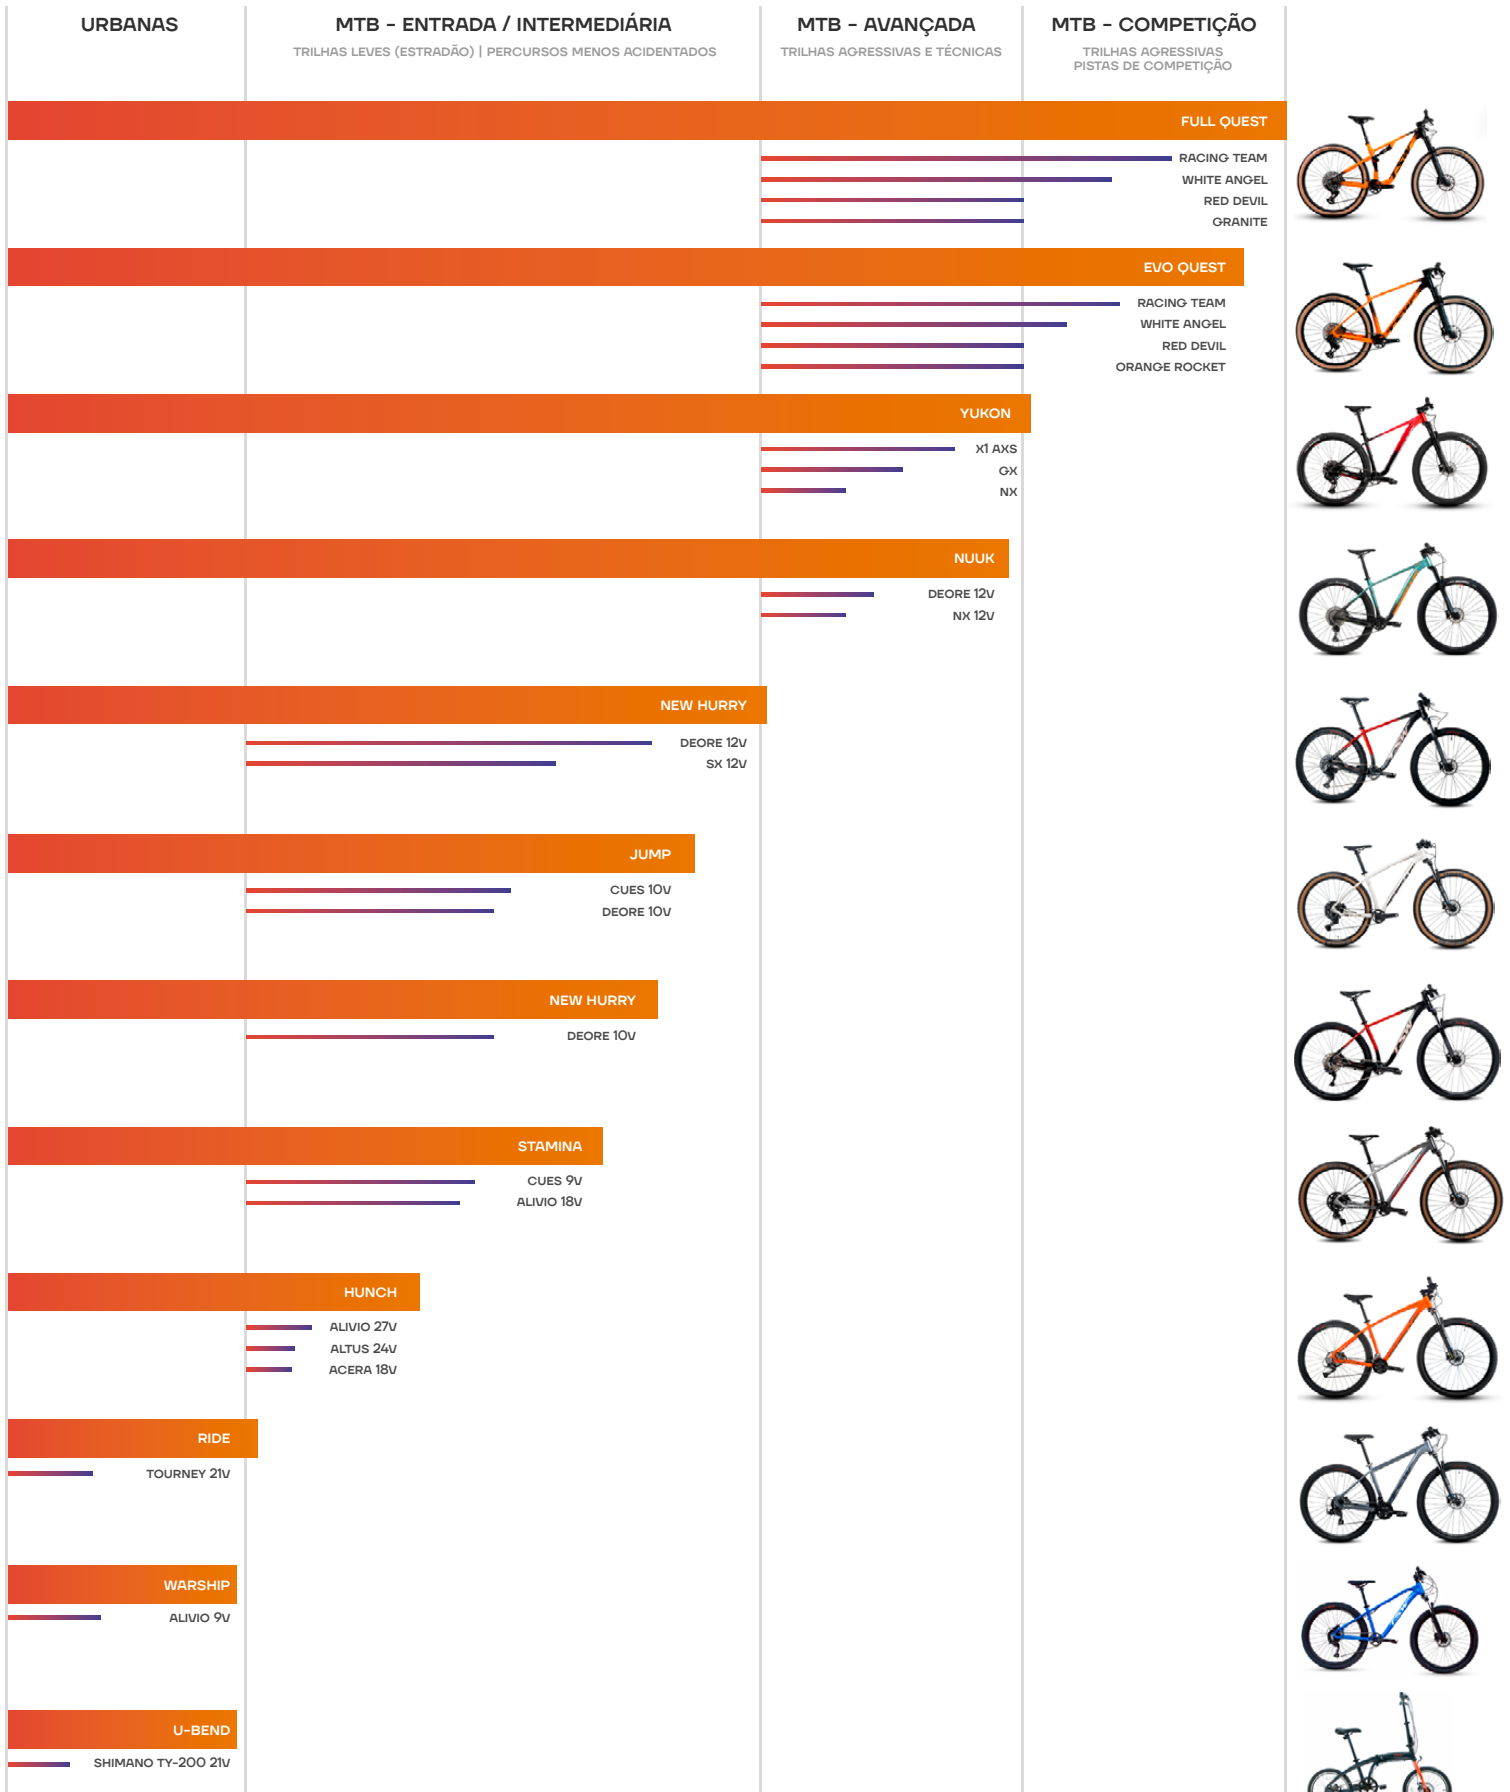 URBANAS
MTB - ENTRADA / INTERMEDIÁRIA
TRILHAS LEVES (ESTRADÃO) | PERCURSOS MENOS ACIDENTADOS
MTB - AVANÇADA
TRILHAS AGRESSIVAS E TÉCNICAS
MTB - COMPETIÇÃO
TRILHAS AGRESSIVAS
PISTAS DE COMPETIÇÃO
FULL QUEST
RACING TEAM
WHITE ANGEL
RED DEVIL
GRANITE
EVO QUEST
RACING TEAM
WHITE ANGEL
RED DEVIL
ORANGE ROCKET
YUKON
X1 AXS
GX
NX
NUUK
DEORE 12V
NX 12V
NEW HURRY
DEORE 12V
SX 12V
JUMP
CUES 10V
DEORE 10V
NEW HURRY
DEORE 10V
STAMINA
CUES 9V
ALIVIO 18V
HUNCH
ALIVIO 27V
ALTUS 24V
ACERA 18V
RIDE
TOURNEY 21V
WARSHIP
ALIVIO 9V
U-BEND
SHIMANO TY-200 21V